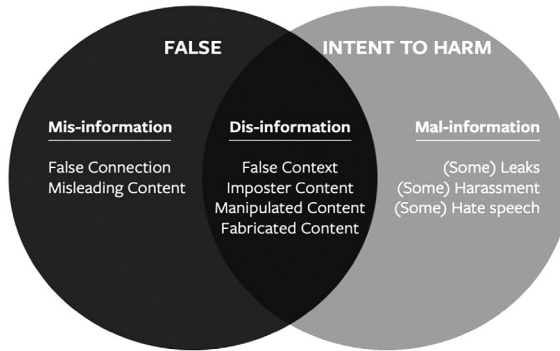 FALSE
INTENT TO HARM
Mis-information
False Connection
Misleading Content
Dis-information
False Context
Imposter Content
Manipulated Content
Fabricated Content
Mal-information
(Some) Leaks
(Some) Harassment
(Some) Hate speech